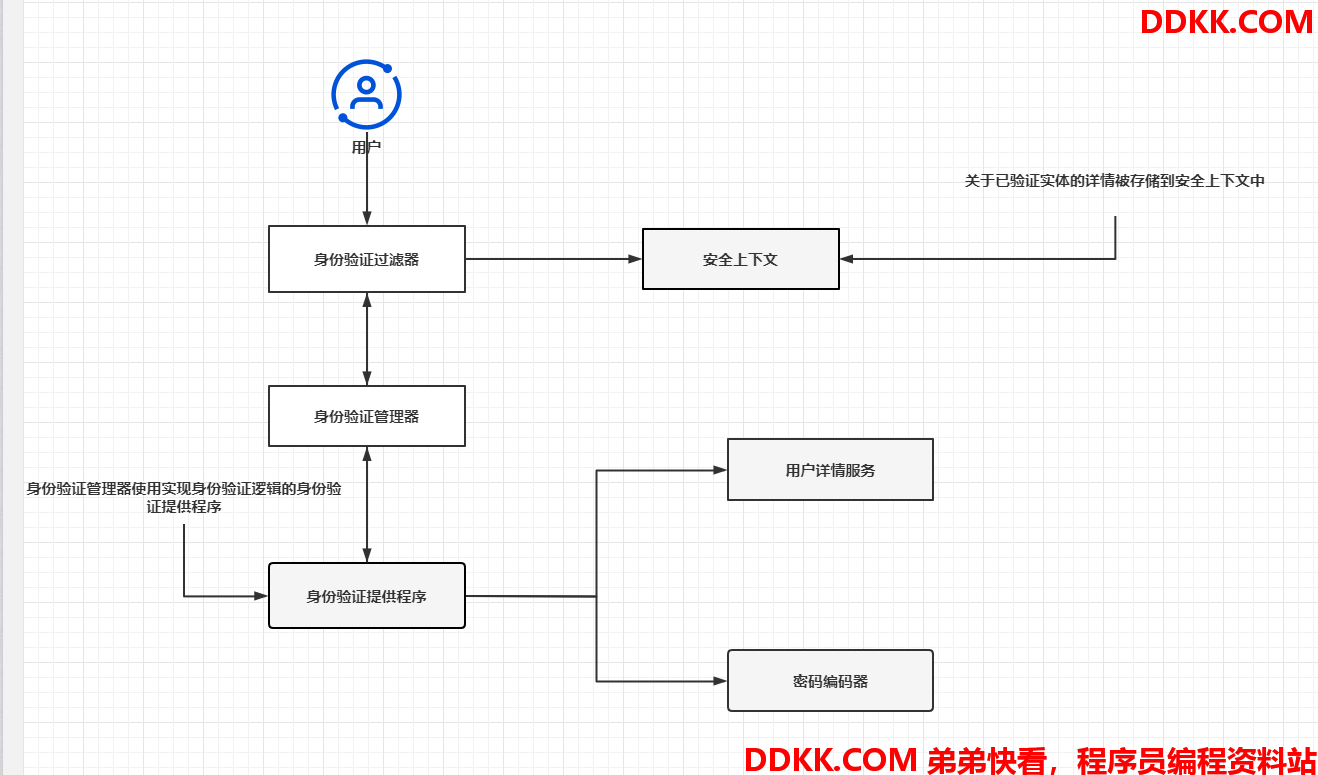 DDKK.COM
用户
关于已验证实体的详情被存储到安全上下文中
身份验证过滤器
安全上下文
身份验证管理器
用户详情服务
身份验证管理器使用实现身份验证逻辑的身份验
证提供程序
身份验证提供程序
密码编码器
DDKK.COM 弟弟快看，程序员编程资料站